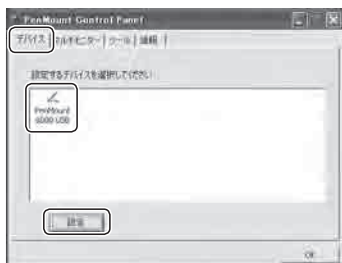 PenMount Control Panel
デバイス マルチモニター ツール 情報
設定するデバイスを選択してください
PenMount
6000 USB
設定
OK